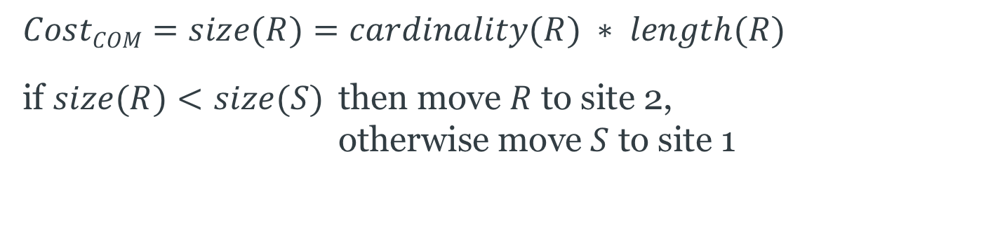 Cost_COM = size(R) = cardinality(R) * length(R)
if size(R) < size(S) then move R to site 2,
otherwise move S to site 1